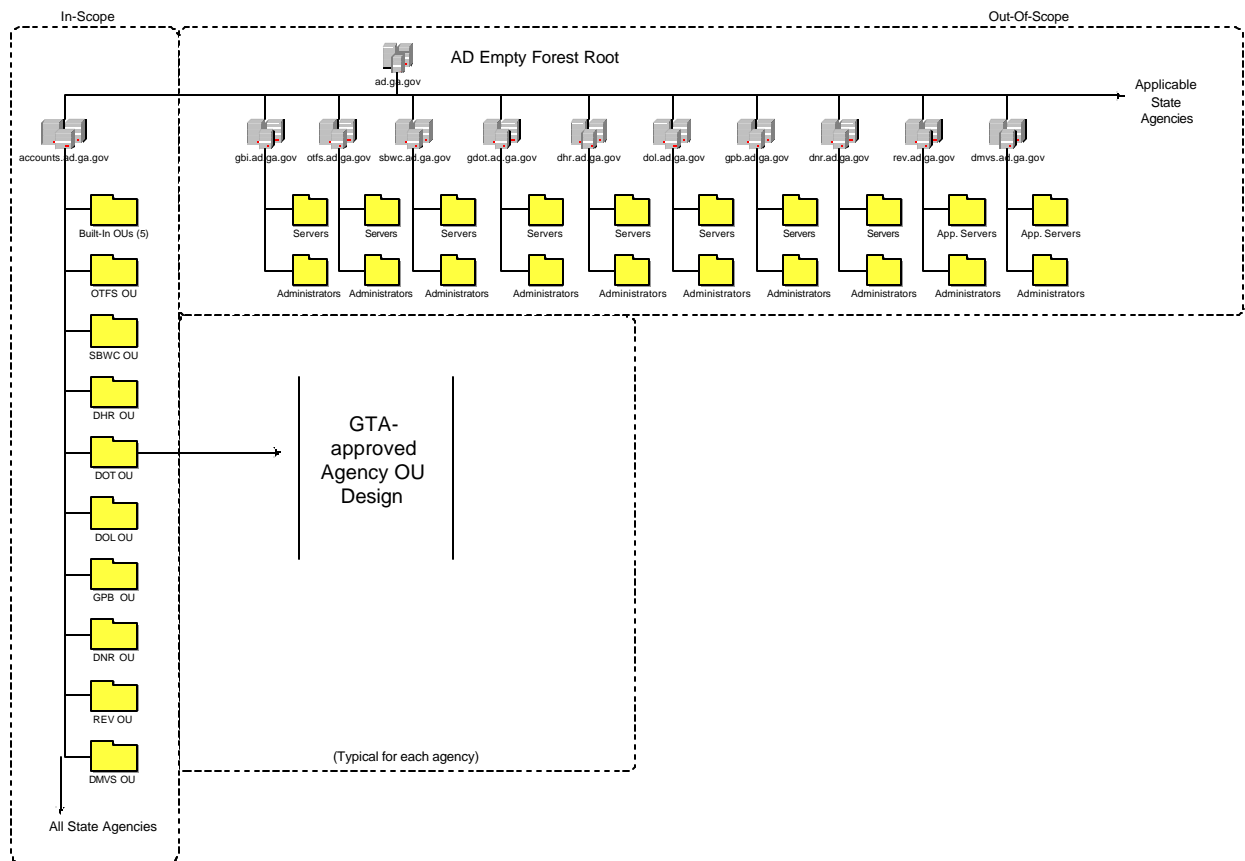 In-Scope
Out-Of-Scope
AD Empty Forest Root
ad.ga.gov
Applicable
State
Agencies
accounts.ad.ga.gov
gbi.ad.ga.gov
otfs.ad.ga.gov
sbwc.ad.ga.gov
gdot.ad.ga.gov
dhr.ad.ga.gov
dol.ad.ga.gov
gpb.ad.ga.gov
dnr.ad.ga.gov
rev.ad.ga.gov
dmvs.ad.ga.gov
Built-In OUs (5)
Servers
Servers
Servers
Servers
Servers
Servers
Servers
Servers
App. Servers
App. Servers
OTFS OU
Administrators
Administrators
Administrators
Administrators
Administrators
Administrators
Administrators
Administrators
Administrators
Administrators
SBWC OU
DHR OU
DOT OU
GTA-
approved
Agency OU
Design
DOL OU
GPB OU
DNR OU
REV OU
DMVS OU
(Typical for each agency)
All State Agencies